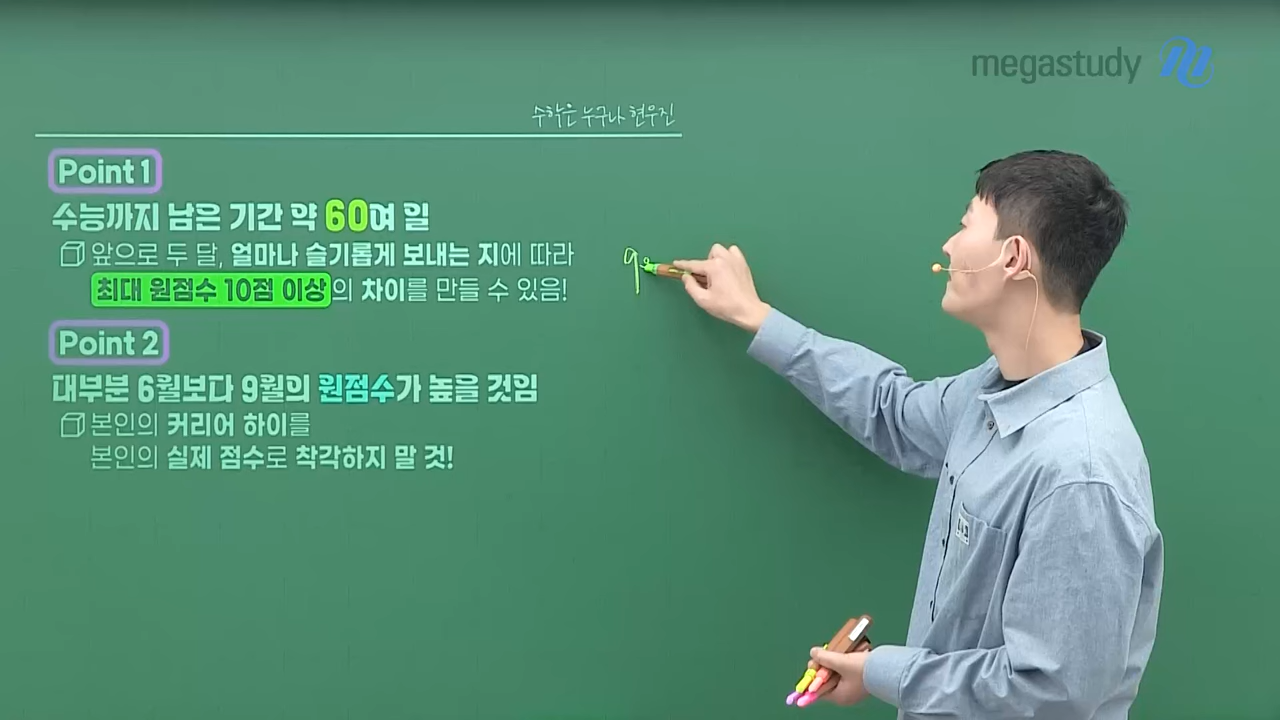 megastudy
수학은 누구나 현우진
Point 1
수능까지 남은 기간 약 60여 일
앞으로 두 달, 얼마나 슬기롭게 보내는 지에 따라
최대 원점수 10점 이상의 차이를 만들 수 있음!
Point 2
대부분 6월보다 9월의 원점수가 높을 것임
본인의 커리어 하이를
본인의 실제 점수로 착각하지 말 것!